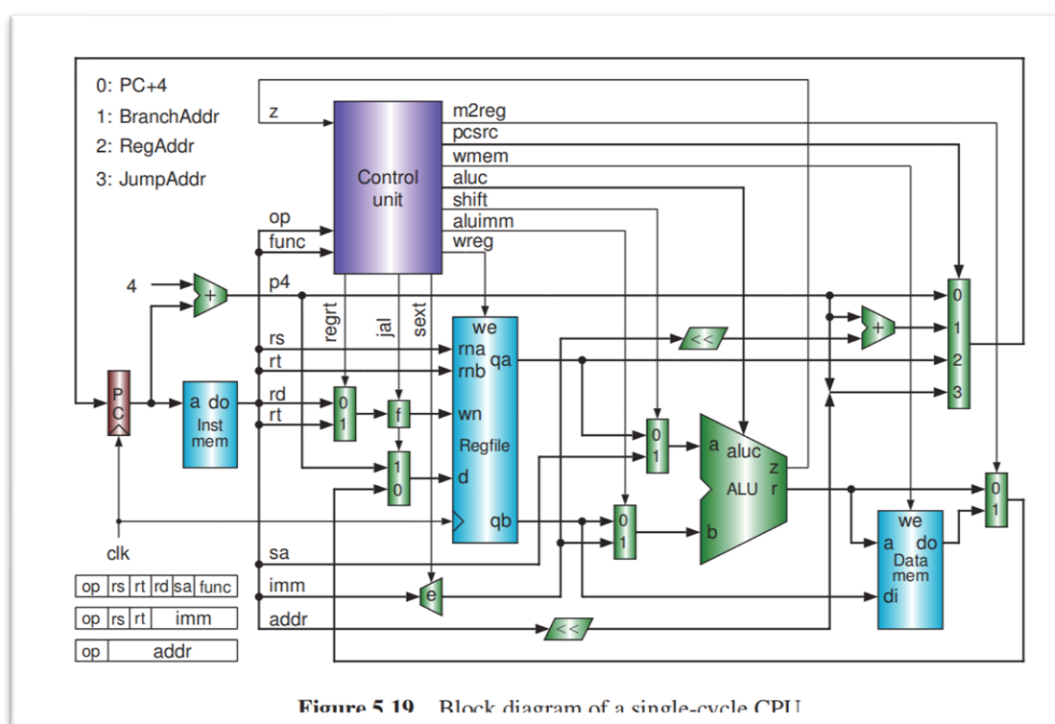 0: PC+4
1: BranchAddr
2: RegAddr
3: JumpAddr
z
Control
unit
m2reg
pcsrc
wmem
aluc
shift
aluimm
wreg
op
func
4
+
p4
regrt
jal
sext
rs
rt
rd
rt
PC
a do
Inst
mem
0
1
f
1
0
we
rna
rnb
qa
wn
Regfile
d
qb
clk
<<
+
0
1
2
3
0
1
a
aluc
ALU
z
r
b
0
1
we
a do
Data
mem
di
0
1
sa
imm
e
addr
<<
op rs rt rd sa func
op rs rt imm
op addr
Figure 5.19 Block diagram of a single-cycle CPU